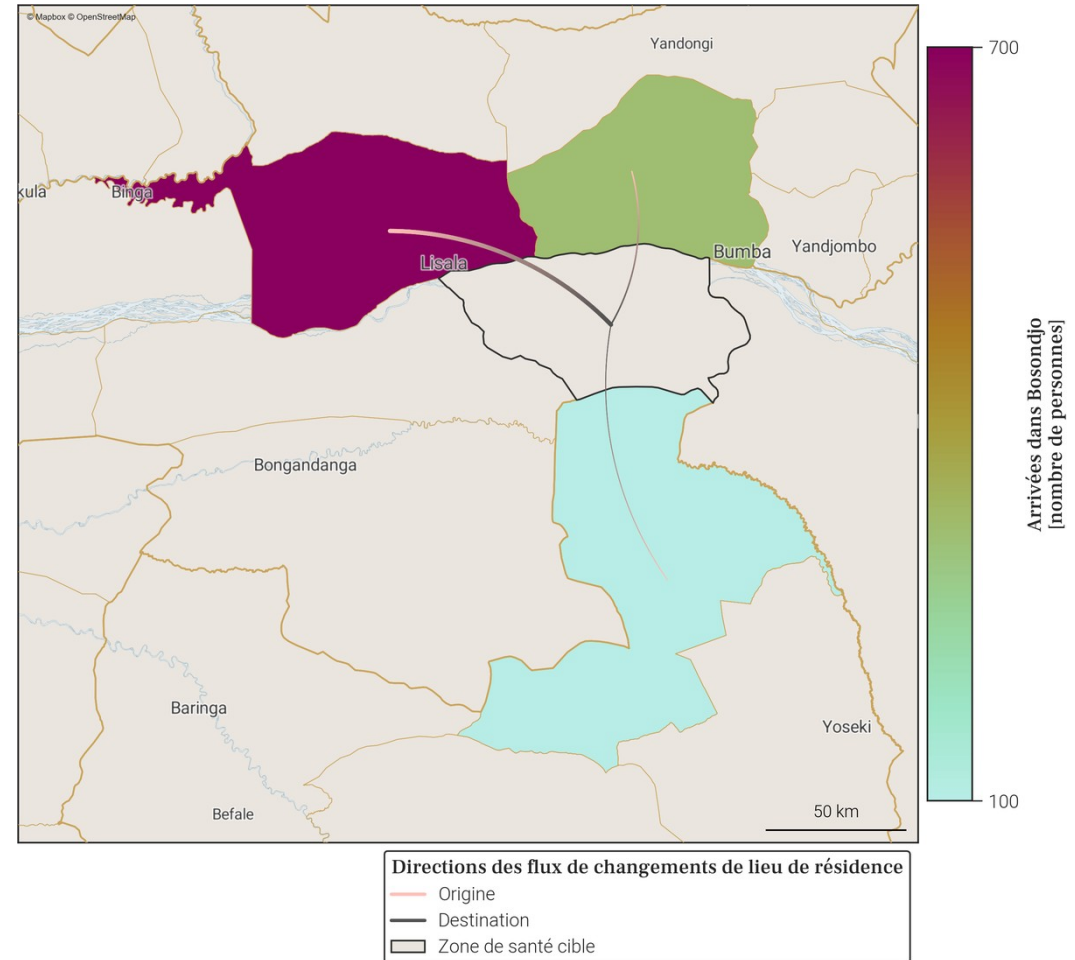 © Mapbox © OpenStreetMap
Yandongi
700
kula
Binga
Lisala
Bumba
Yandjombo
Arrivées dans Bosondjo
[nombre de personnes]
Bongandanga
Baringa
Yoseki
Befale
50 km
100
Directions des flux de changements de lieu de résidence
Origine
Destination
Zone de santé cible